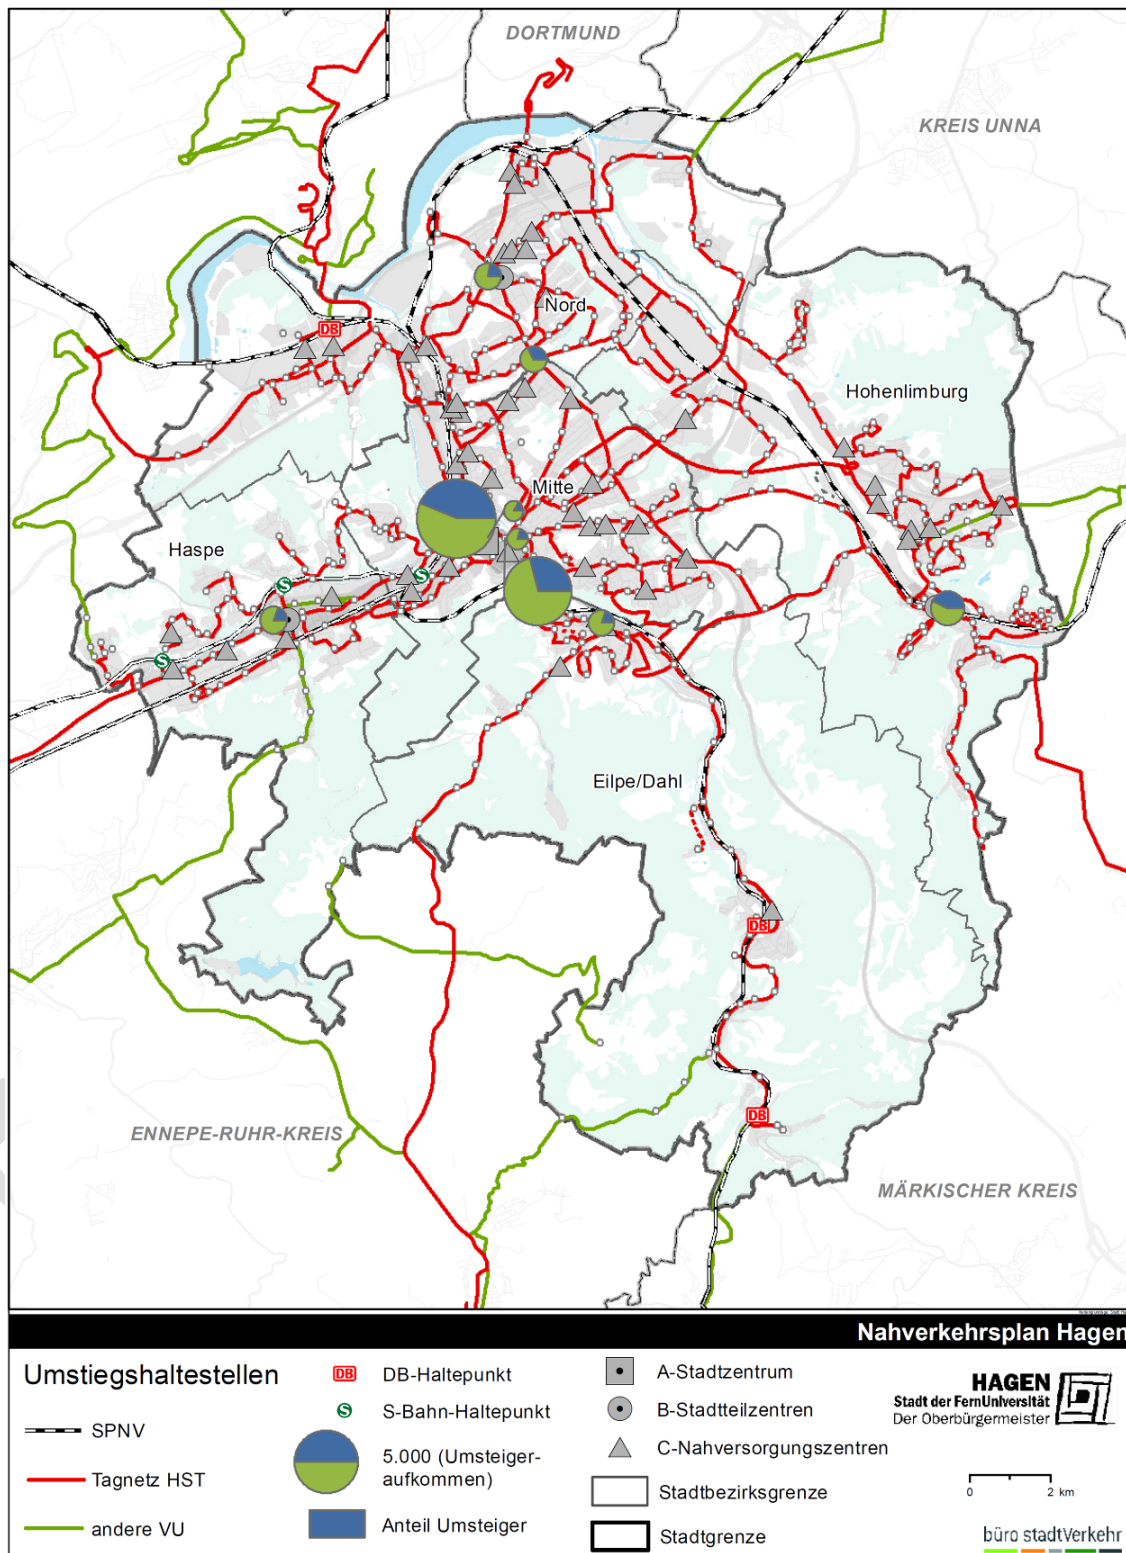 DORTMUND
KREIS UNNA
Nord
DB
Hohenlimburg
Mitte
Haspe
S
S
S
Eilpe/Dahl
DB
DB
ENNEPE-RUHR-KREIS
MÄRKISCHER KREIS
Nahverkehrsplan Hagen
Umstiegshaltestellen
SPNV
Tagnetz HST
andere VU
DB DB-Haltepunkt
S S-Bahn-Haltepunkt
5.000 (Umsteiger-
aufkommen)
Anteil Umsteiger
A-Stadtzentrum
B-Stadtteilzentren
C-Nahversorgungszentren
Stadtbezirksgrenze
Stadtgrenze
HAGEN
Stadt der FernUniversität
Der Oberbürgermeister
0 2 km
büro stadtVerkehr